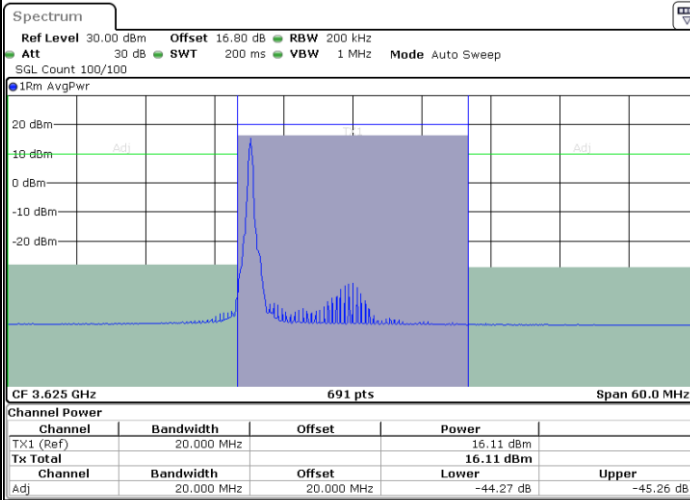 Spectrum
Ref Level 30.00 dBm Offset 16.80 dB RBW 200 kHz
Att 30 dB SWT 200 ms VBW 1 MHz Mode Auto Sweep
SGL Count 100/100
1Rm AvgPwr
20 dBm
TX1
Adj Adj
10 dBm
0 dBm
-10 dBm
-20 dBm
CF 3.625 GHz 691 pts Span 60.0 MHz
Channel Power
Channel Bandwidth Offset Power
TX1 (Ref) 20.000 MHz 16.11 dBm
Tx Total 16.11 dBm
Channel Bandwidth Offset Lower Upper
Adj 20.000 MHz 20.000 MHz -44.27 dB -45.26 dB